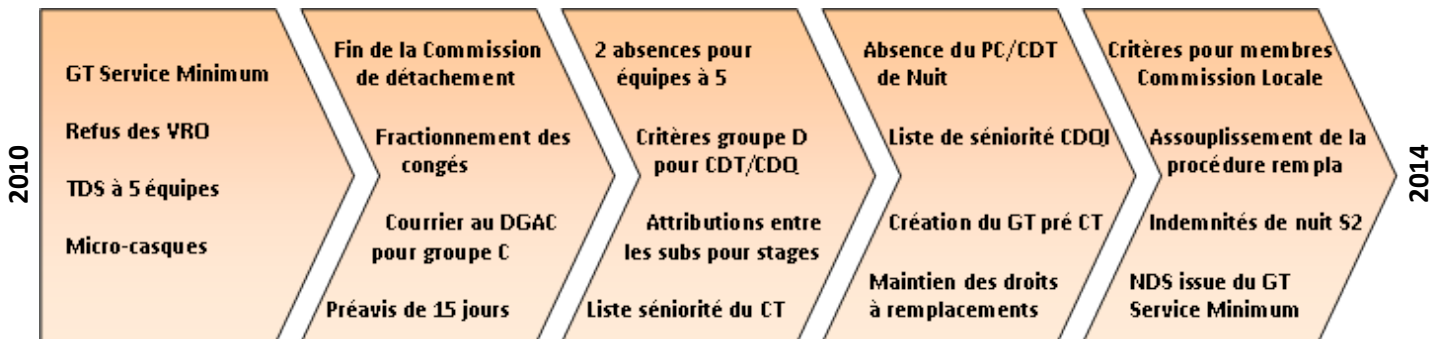 2010
GT Service Minimum
Refus des VRO
TDS à 5 équipes
Micro-casques
Fin de la Commission
de détachement
Fractionnement des
congés
Courrier au DGAC
pour groupe C
Préavis de 15 jours
2 absences pour
équipes à 5
Critères groupe D
pour CDT/CDQ
Attributions entre
les subs pour stages
Liste séniorité du CT
Absence du PC/CDT
de Nuit
Liste de séniorité CDQJ
Création du GT pré CT
Maintien des droits
à remplacements
Critères pour membres
Commission Locale
Assouplissement de la
procédure rempla
Indemnités de nuit S2
NDS issue du GT
Service Minimum
2014